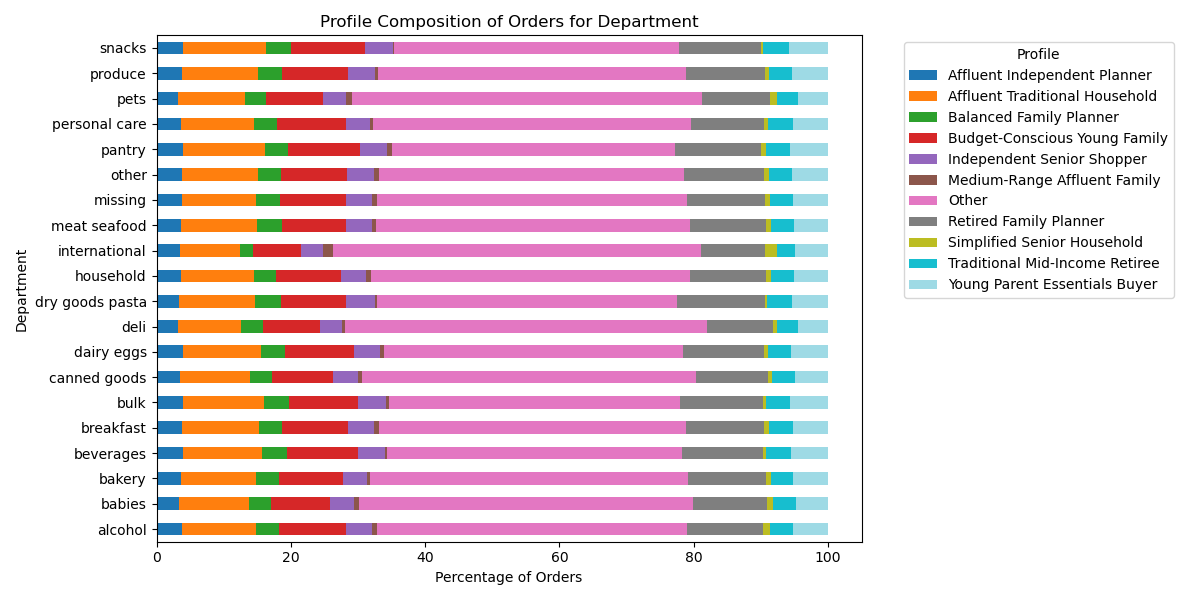 Profile Composition of Orders for Department
snacks
produce
pets
personal care
pantry
other
missing
meat seafood
international
household
dry goods pasta
deli
dairy eggs
canned goods
bulk
breakfast
beverages
bakery
babies
alcohol
Department
0 20 40 60 80 100
Percentage of Orders
Profile
Affluent Independent Planner
Affluent Traditional Household
Balanced Family Planner
Budget-Conscious Young Family
Independent Senior Shopper
Medium-Range Affluent Family
Other
Retired Family Planner
Simplified Senior Household
Traditional Mid-Income Retiree
Young Parent Essentials Buyer